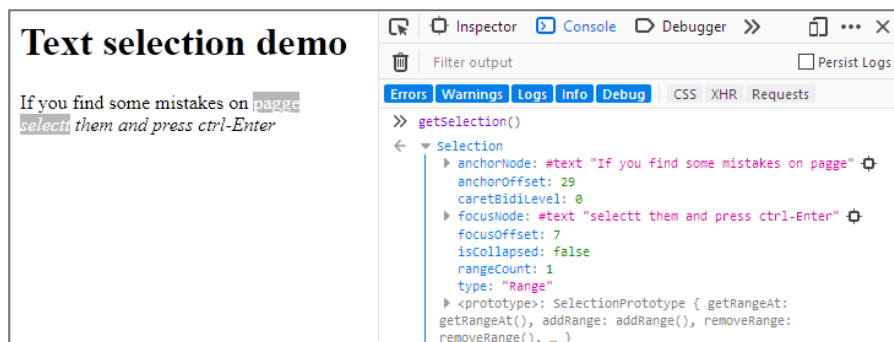 Text selection demo
If you find some mistakes on pagge
selectt them and press ctrl-Enter
Inspector Console Debugger
Filter output Persist Logs
Errors Warnings Logs Info Debug CSS XHR Requests
getSelection()
Selection
anchorNode: #text "If you find some mistakes on pagge"
anchorOffset: 29
caretBidiLevel: 0
focusNode: #text "selectt them and press ctrl-Enter"
focusOffset: 7
isCollapsed: false
rangeCount: 1
type: "Range"
<prototype>: SelectionPrototype { getRangeAt:
getRangeAt(), addRange: addRange(), removeRange:
removeRange(), … }